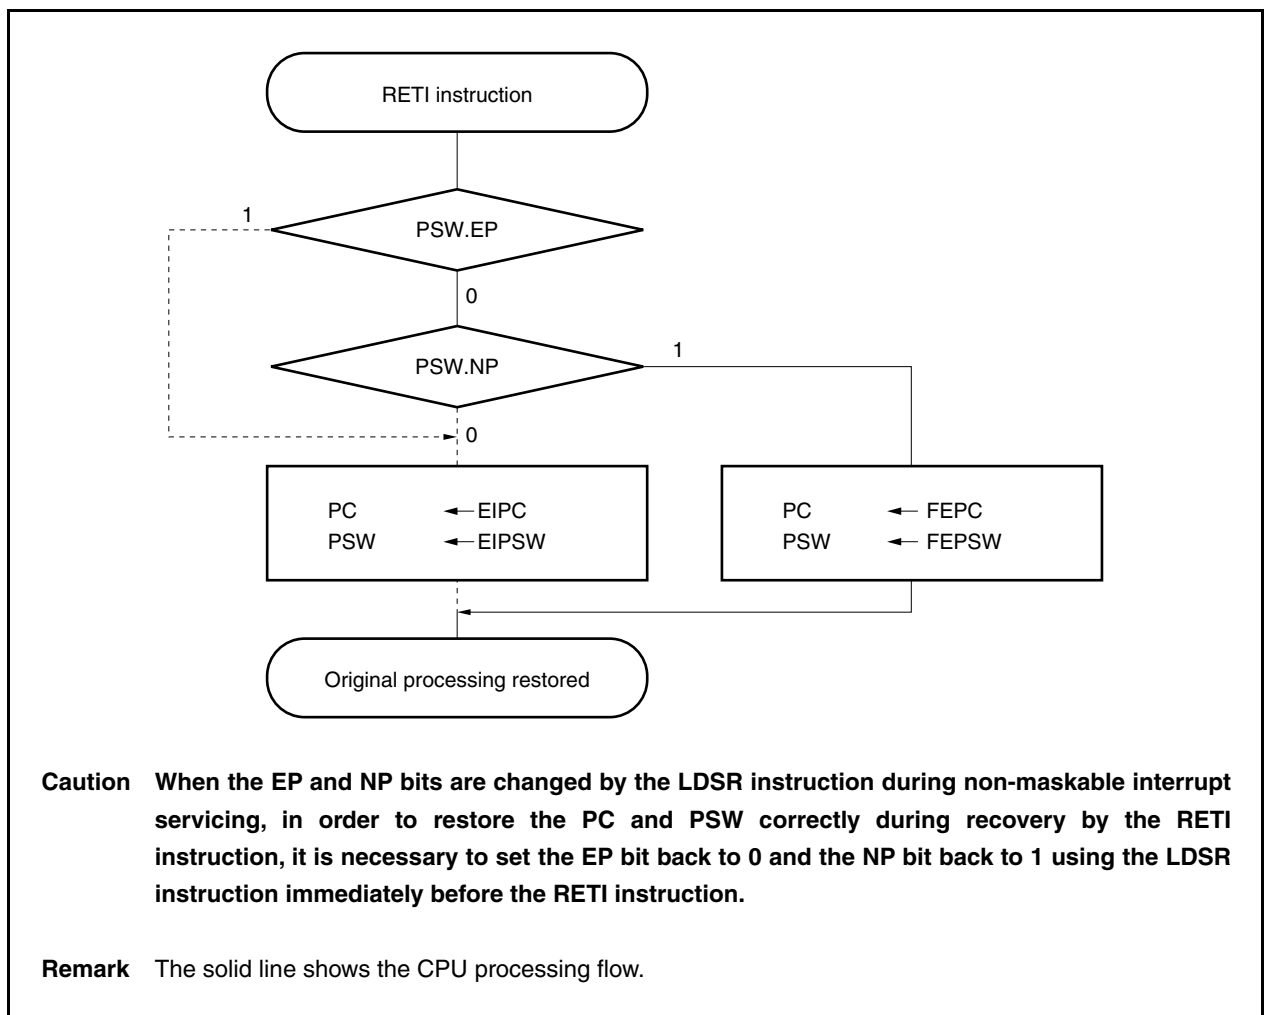 RETI instruction
1
PSW.EP
0
1
PSW.NP
0
PC ← EIPC
PSW ← EIPSW
PC ← FEPC
PSW ← FEPSW
Original processing restored
Caution When the EP and NP bits are changed by the LDSR instruction during non-maskable interrupt
servicing, in order to restore the PC and PSW correctly during recovery by the RETI
instruction, it is necessary to set the EP bit back to 0 and the NP bit back to 1 using the LDSR
instruction immediately before the RETI instruction.
Remark The solid line shows the CPU processing flow.